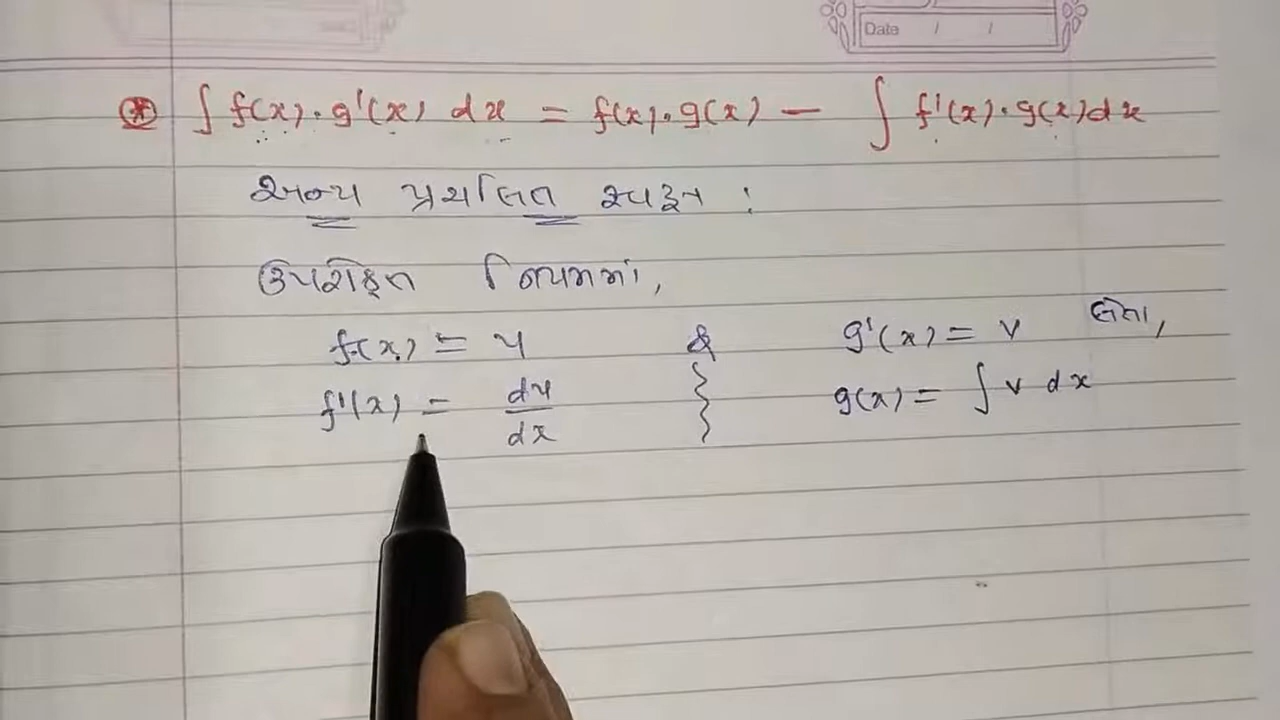 Date / /
* ∫ f(x).g'(x) dx = f(x).g(x) – ∫ f'(x).g(x)dx
અન્ય પ્રચલિત સ્વરૂપ :
ઉપરોક્ત નિયમમાં,
f(x) = u & g'(x) = v લેતા,
f'(x) = du/dx g(x) = ∫ v dx